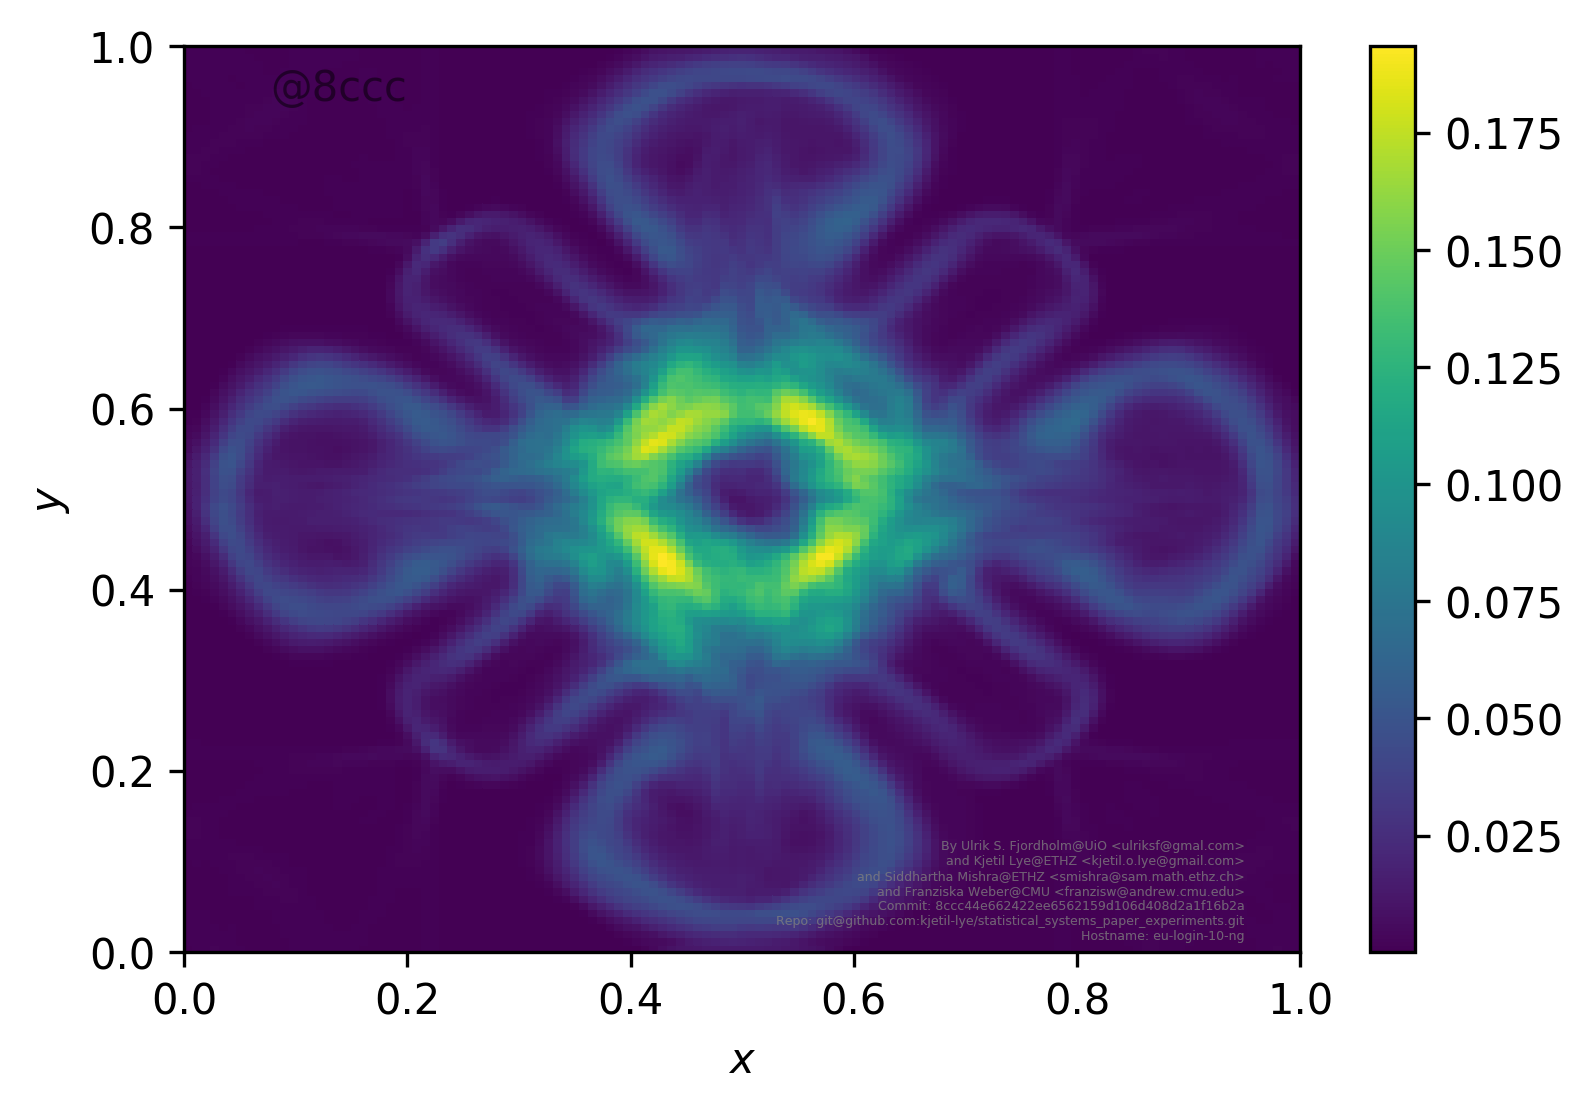 1.0
@8ccc
0.8
0.6
y
0.4
0.2
0.0
0.0 0.2 0.4 0.6 0.8 1.0
x
0.175
0.150
0.125
0.100
0.075
0.050
0.025
By Ulrik S. Fjordholm@UiO <ulriksf@gmal.com>
and Kjetil Lye@ETHZ <kjetil.o.lye@gmail.com>
and Siddhartha Mishra@ETHZ <smishra@sam.math.ethz.ch>
and Franziska Weber@CMU <franzisw@andrew.cmu.edu>
Commit: 8ccc44e662422ee6562159d106d408d2a1f16b2a
Repo: git@github.com:kjetil-lye/statistical_systems_paper_experiments.git
Hostname: eu-login-10-ng